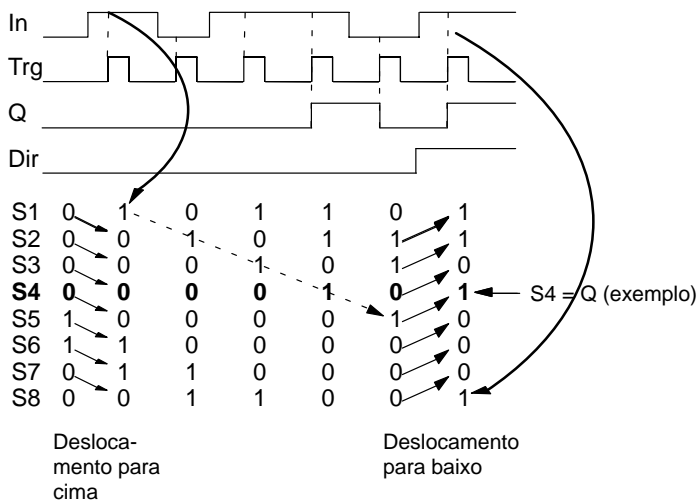 In
Trg
Q
Dir
S1 0 1 0 1 1 0 1
S2 0 0 1 0 1 1 1
S3 0 0 0 1 0 1 0
S4 0 0 0 0 1 0 1 S4 = Q (exemplo)
S5 1 0 0 0 0 1 0
S6 1 1 0 0 0 0 0
S7 0 1 1 0 0 0 0
S8 0 0 1 1 0 0 1
Desloca-
mento para
cima
Deslocamento
para baixo